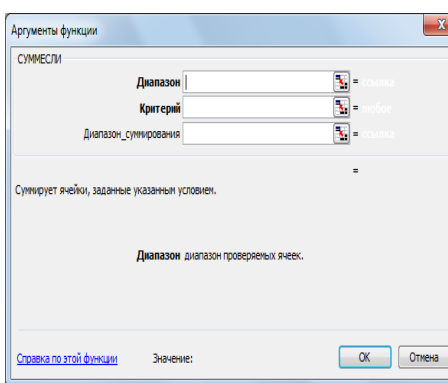 Аргументы функции
СУММЕСЛИ
Диапазон = ссылка
Критерий = любое
Диапазон_суммирования = ссылка
=
Суммирует ячейки, заданные указанным условием.
Диапазон диапазон проверяемых ячеек.
Справка по этой функции Значение: ОК Отмена